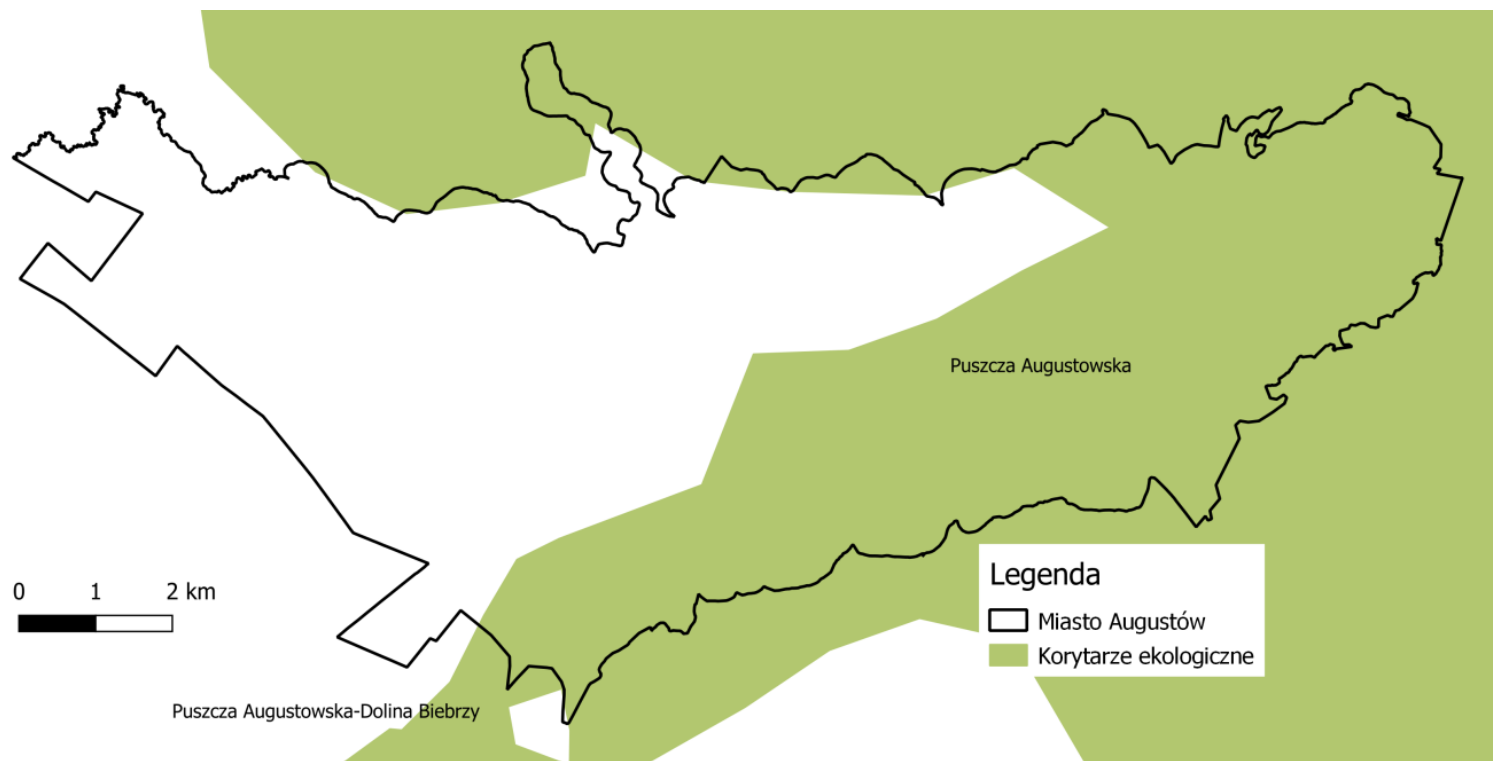 Puszcza Augustowska
0 1 2 km
Legenda
Miasto Augustów
Korytarze ekologiczne
Puszcza Augustowska-Dolina Biebrzy